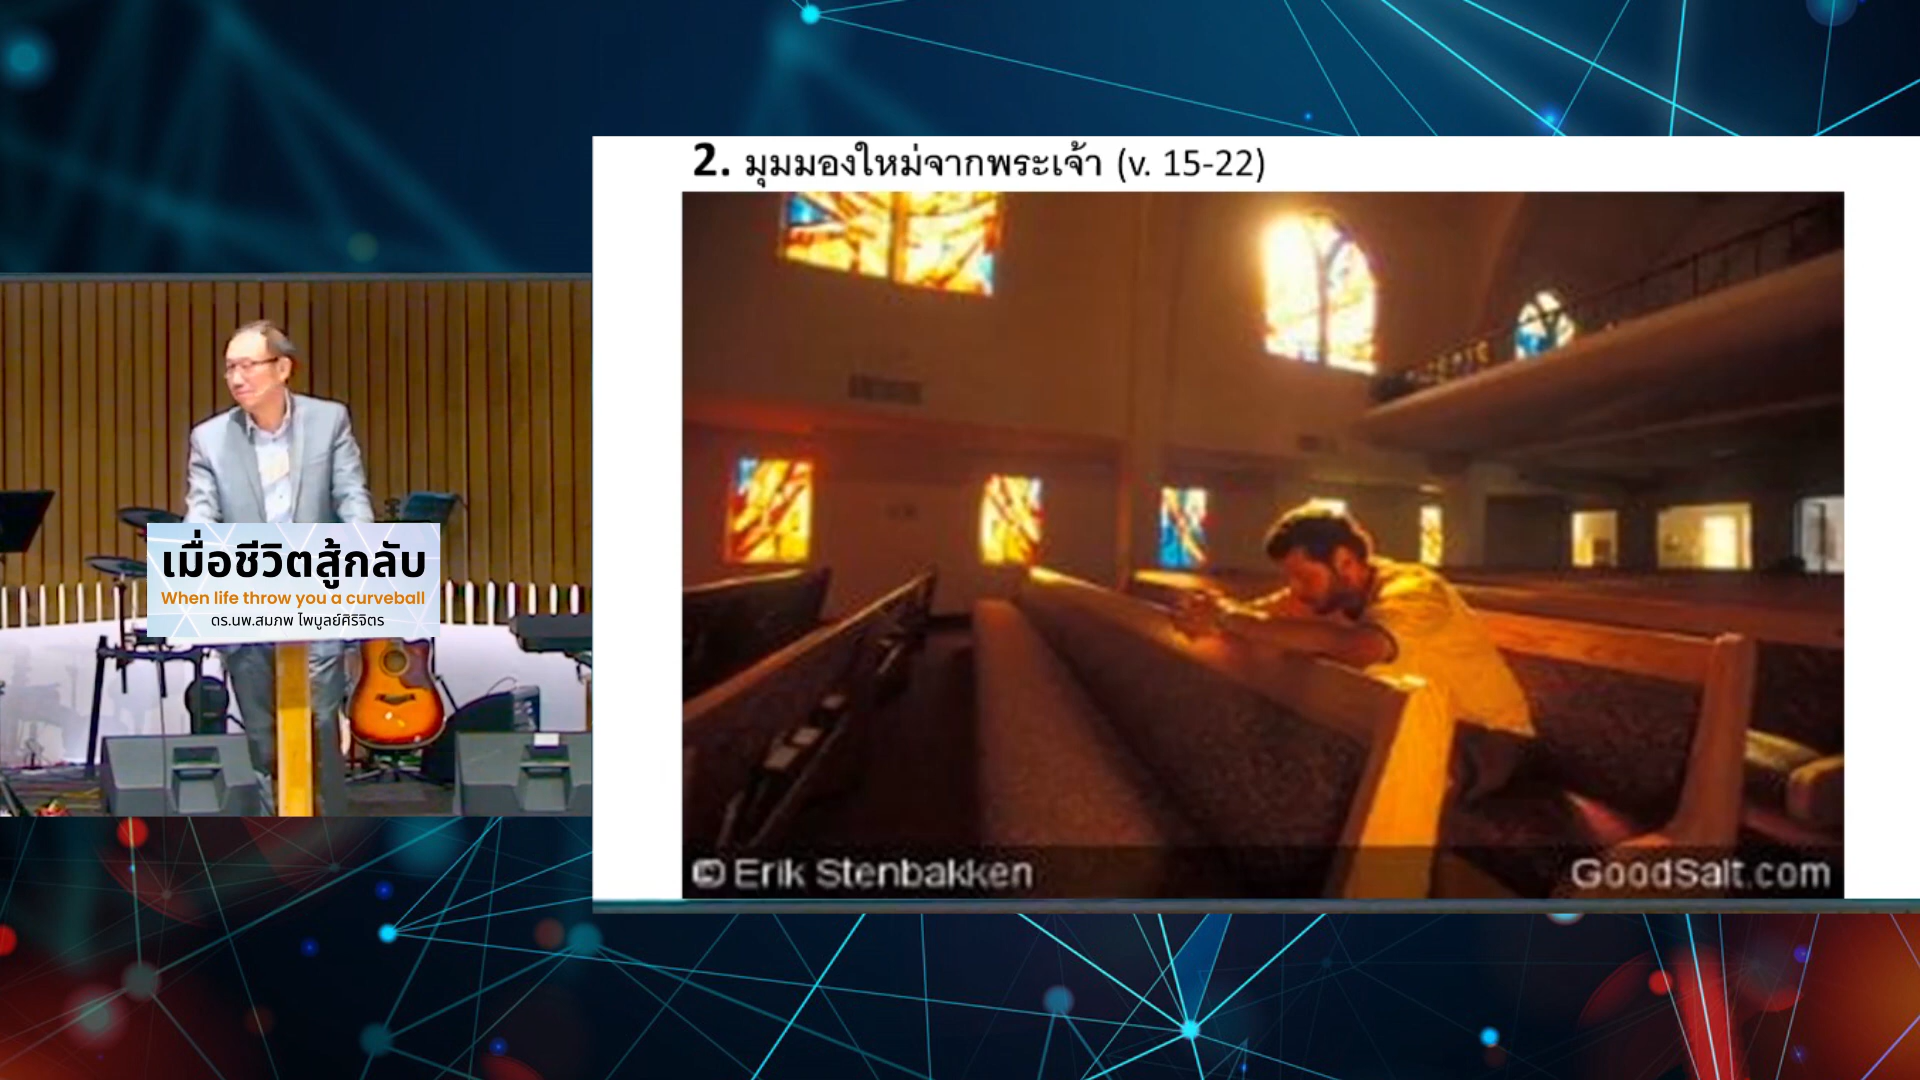 2. มุมมองใหม่จากพระเจ้า (v. 15-22)
เมื่อชีวิตสู้กลับ
When life throw you a curveball
ดร.นพ.สมภพ ไพบูลย์ศิริจิตร
© Erik Stenbakken
GoodSalt.com